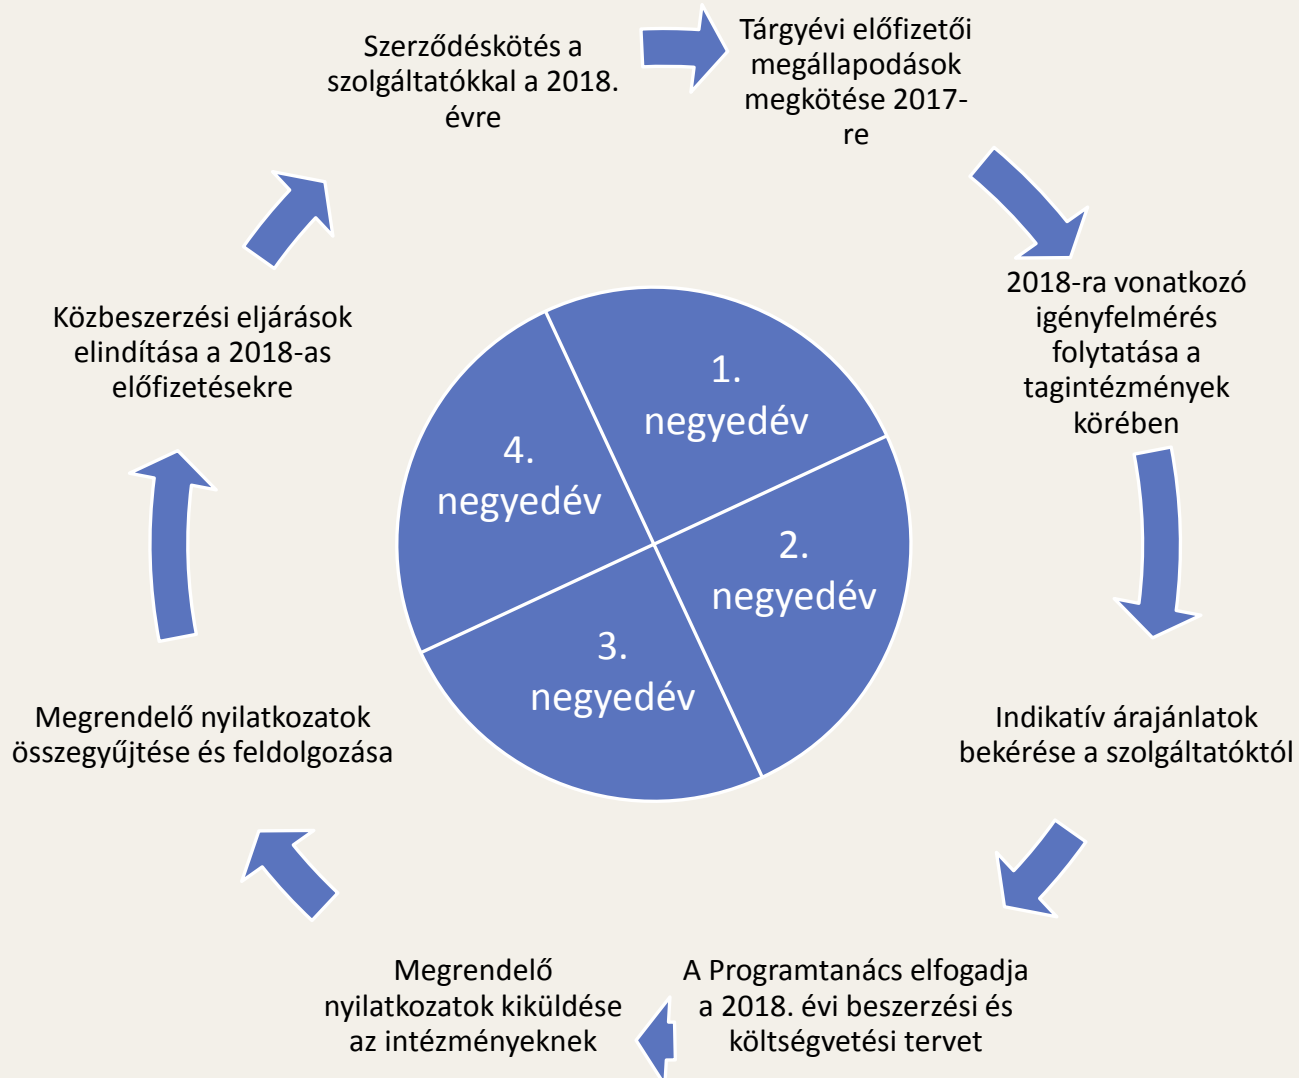 Szerződéskötés a
szolgáltatókkal a 2018.
évre
Tárgyévi előfizetői
megállapodások
megkötése 2017-
re
2018-ra vonatkozó
igényfelmérés
folytatása a
tagintézmények
körében
Indikatív árajánlatok
bekérése a szolgáltatóktól
A Programtanács elfogadja
a 2018. évi beszerzési és
költségvetési tervet
Megrendelő
nyilatkozatok kiküldése
az intézményeknek
Megrendelő nyilatkozatok
összegyűjtése és feldolgozása
Közbeszerzési eljárások
elindítása a 2018-as
előfizetésekre
1.
negyedév
2.
negyedév
3.
negyedév
4.
negyedév